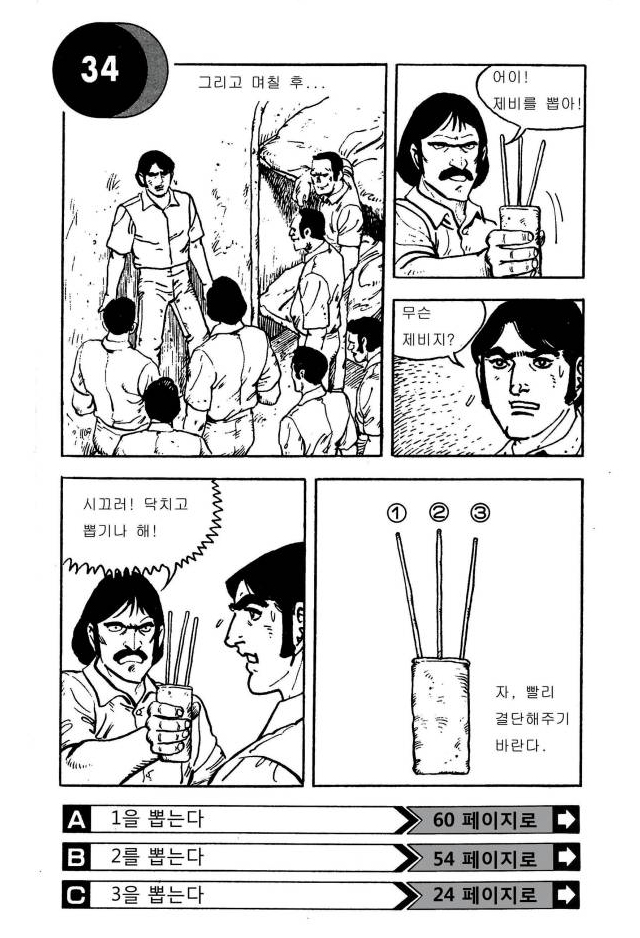 34
그리고 며칠 후...
어이!
제비를 뽑아!
무슨
제비지?
시끄러! 닥치고
뽑기나 해!
① ② ③
자, 빨리
결단해주기
바란다.
A 1을 뽑는다 60 페이지로
B 2를 뽑는다 54 페이지로
C 3을 뽑는다 24 페이지로